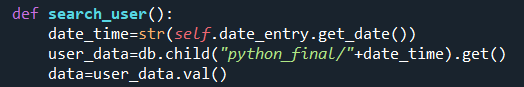 def search_user():
    date_time=str(self.date_entry.get_date())
    user_data=db.child("python_final/"+date_time).get()
    data=user_data.val()